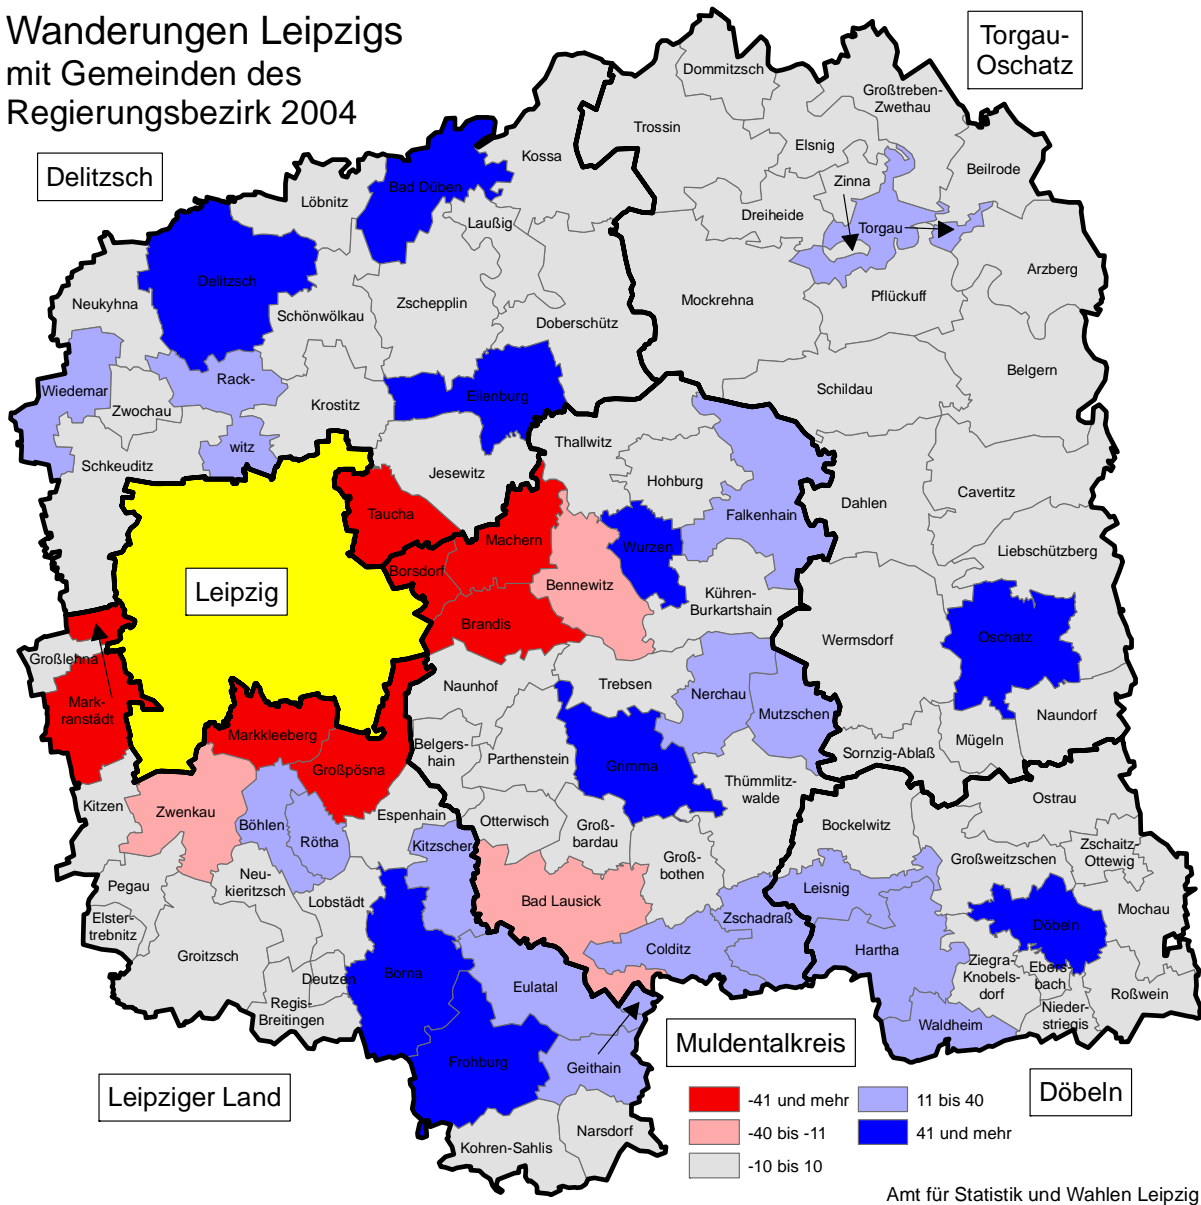 Wanderungen Leipzigs
mit Gemeinden des
Regierungsbezirk 2004
Torgau-
Oschatz
Delitzsch
Dommitzsch
Großtreben-
Zwethau
Trossin
Elsnig
Kossa
Beilrode
Zinna
Bad Düben
Löbnitz
Laußig
Dreiheide
Torgau
Arzberg
Delitzsch
Neukyhna
Zschepplin
Mockrehna
Pflückuff
Schönwölkau
Doberschütz
Belgern
Rack-
Wiedemar
Schildau
Eilenburg
Krostitz
Zwochau
witz
Thallwitz
Schkeuditz
Jesewitz
Hohburg
Dahlen
Cavertitz
Taucha
Falkenhain
Machern
Wurzen
Liebschützberg
Borsdorf
Leipzig
Bennewitz
Kühren-
Burkartshain
Brandis
Wermsdorf
Oschatz
Großlehna
Naunhof
Trebsen
Nerchau
Mark-
ranstädt
Mutzschen
Naundorf
Markkleeberg
Belgers-
hain
Parthenstein
Mügeln
Sornzig-Ablaß
Großpösna
Grimma
Thümmlitz-
walde
Kitzen
Zwenkau
Espenhain
Ostrau
Böhlen
Otterwisch
Groß-
bardau
Bockelwitz
Rötha
Kitzscher
Zschaitz-
Ottewig
Groß-
bothen
Großweitzschen
Neu-
kieritzsch
Pegau
Leisnig
Lobstädt
Bad Lausick
Zschadraß
Mochau
Elster-
trebnitz
Döbeln
Colditz
Hartha
Groitzsch
Ziegra-
Knobels-
dorf
Ebers-
bach
Deutzen
Borna
Eulatal
Roßwein
Regis-
Breitingen
Nieder-
striegis
Waldheim
Muldentalkreis
Frohburg
Geithain
Leipziger Land
Döbeln
-41 und mehr
11 bis 40
-40 bis -11
41 und mehr
-10 bis 10
Narsdorf
Kohren-Sahlis
Amt für Statistik und Wahlen Leipzig